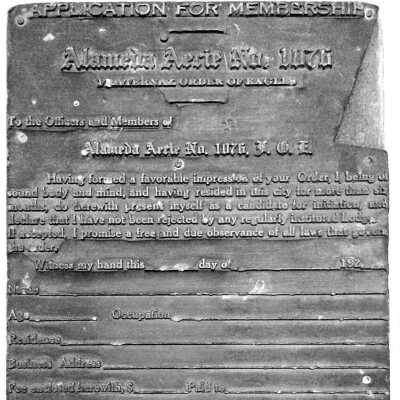 APPLICATION FOR MEMBERSHIP
Alameda Aerie No. 1076
FRATERNAL ORDER OF EAGLES
To the Officers and Members of
Alameda Aerie No. 1076, F. O. E
Having formed a favorable impression of your Order, I being of
sound body and mind, and having resided in this city for more than six
months, do herewith present myself as a candidate for initiation, and
declare that I have not been rejected by any regularly instituted Lodge.
If accepted, I promise a free and due observance of all laws that govern
the order.
Witness my hand this day of 192
Name
Age Occupation
Residence
Business Address
Fee enclosed herewith, $ Paid to